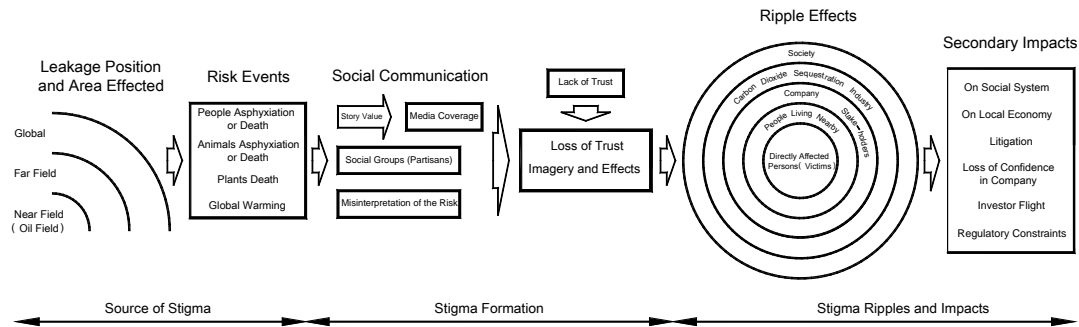 Leakage Position
and Area Effected
Global
Far Field
Near Field
( Oil Field)
Risk Events
People Asphyxiation
or Death
Animals Asphyxiation
or Death
Plants Death
Global Warming
Social Communication
Story Value
Media Coverage
Social Groups (Partisans)
Misinterpretation of the Risk
Lack of Trust
Loss of Trust
Imagery and Effects
Ripple Effects
Society
Carbon Dioxide Sequestration Industry
Company
Stake-holders
People Living Nearby
Directly Affected
Persons( Victims)
Secondary Impacts
On Social System
On Local Economy
Litigation
Loss of Confidence
in Company
Investor Flight
Regulatory Constraints
Source of Stigma
Stigma Formation
Stigma Ripples and Impacts